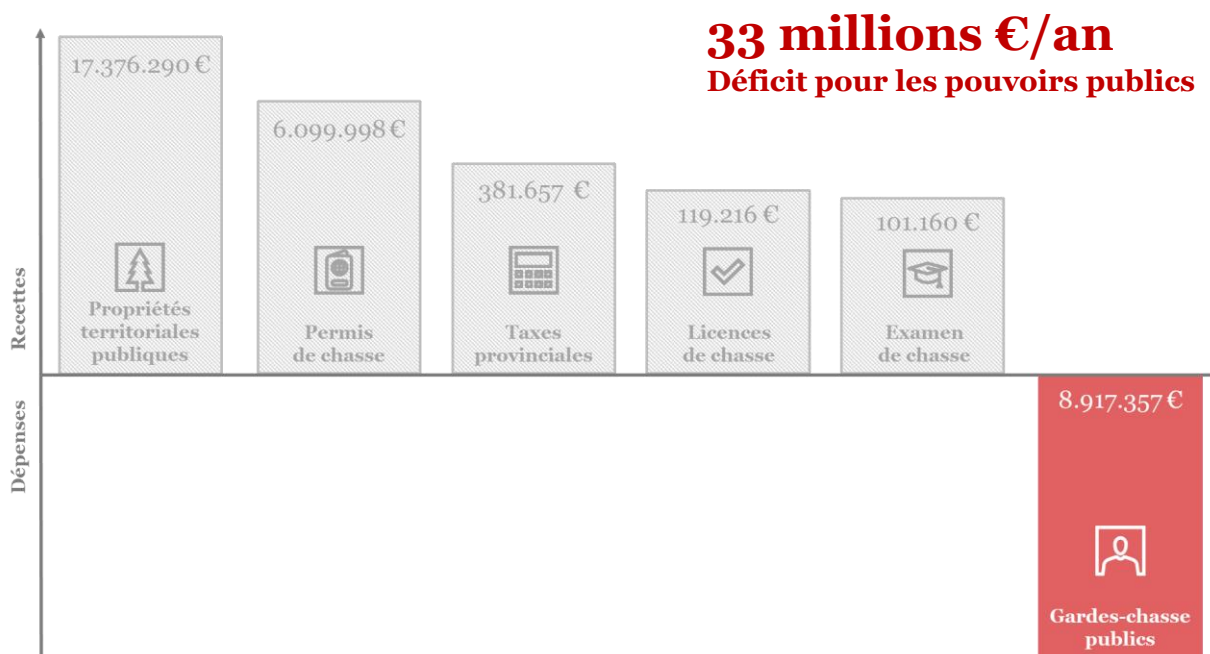 33 millions €/an
Déficit pour les pouvoirs publics
Recettes
17.376.290 €
Propriétés
territoriales
publiques
6.099.998 €
Permis
de chasse
381.657 €
Taxes
provinciales
119.216 €
Licences
de chasse
101.160 €
Examen
de chasse
Dépenses
8.917.357 €
Gardes-chasse
publics